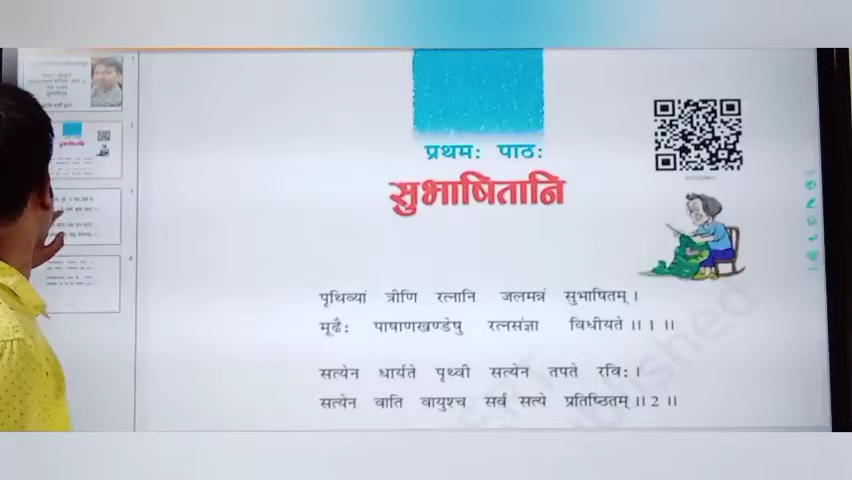 प्रथमः पाठः
सुभाषितानि
पृथिव्यां त्रीणि रत्नानि जलमन्नं सुभाषितम् ।
मूढैः पाषाणखण्डेषु रत्नसंज्ञा विधीयते ॥ 1 ॥
सत्येन धार्यते पृथ्वी सत्येन तपते रविः ।
सत्येन वाति वायुश्च सर्वं सत्ये प्रतिष्ठितम् ॥ 2 ॥